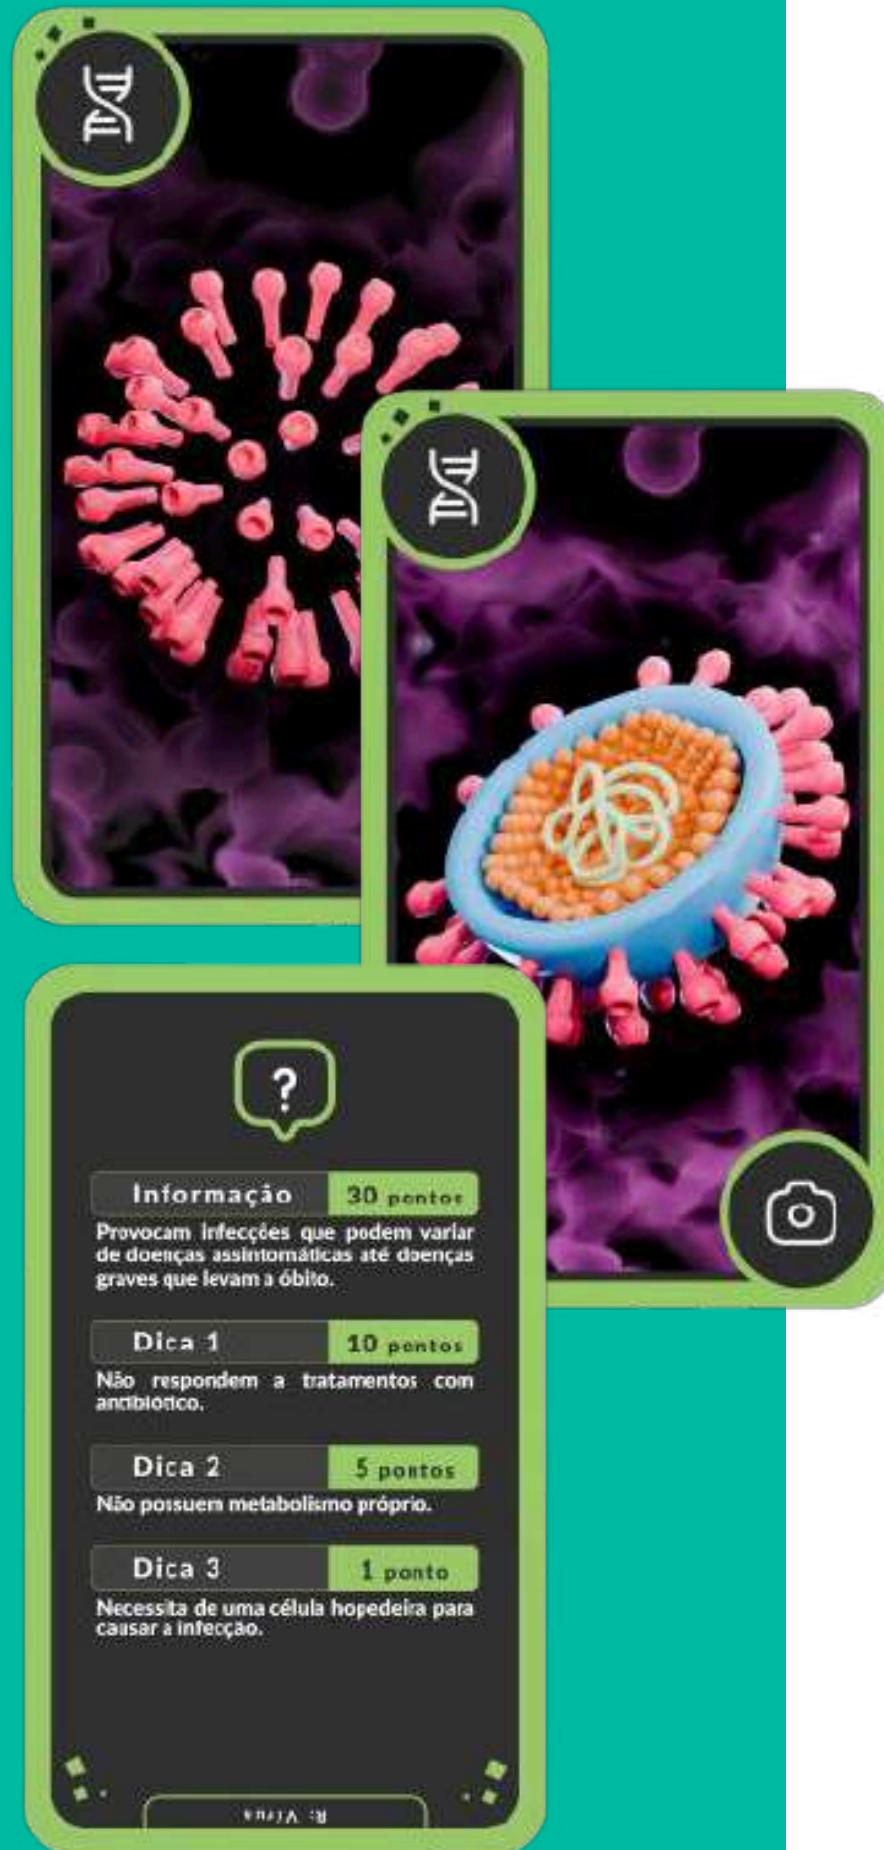 ?
Informação 30 pontos
Provocam infecções que podem variar
de doenças assintomáticas até doenças
graves que levam a óbito.
Dica 1 10 pontos
Não respondem a tratamentos com
antibiótico.
Dica 2 5 pontos
Não possuem metabolismo próprio.
Dica 3 1 ponto
Necessita de uma célula hopedeira para
causar a infecção.
R: Vírus